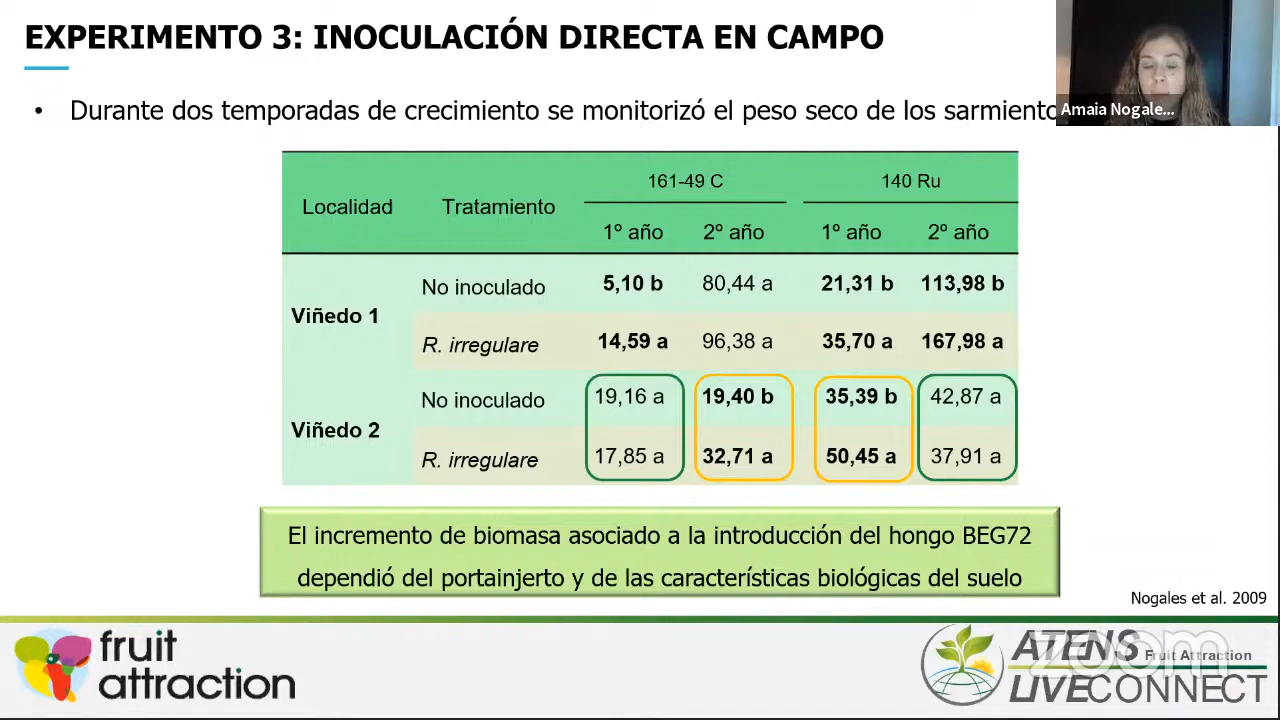 EXPERIMENTO 3: INOCULACIÓN DIRECTA EN CAMPO
• Durante dos temporadas de crecimiento se monitorizó el peso seco de los sarmiento
Amaia Nogale...
Localidad Tratamiento 161-49 C 140 Ru
1º año 2º año 1º año 2º año
Viñedo 1
No inoculado 5,10 b 80,44 a 21,31 b 113,98 b
R. irregulare 14,59 a 96,38 a 35,70 a 167,98 a
Viñedo 2
No inoculado 19,16 a 19,40 b 35,39 b 42,87 a
R. irregulare 17,85 a 32,71 a 50,45 a 37,91 a
El incremento de biomasa asociado a la introducción del hongo BEG72
dependió del portainjerto y de las características biológicas del suelo
Nogales et al. 2009
fruit
attraction
ATENS Fruit Attraction
LIVECONNECT
zoom